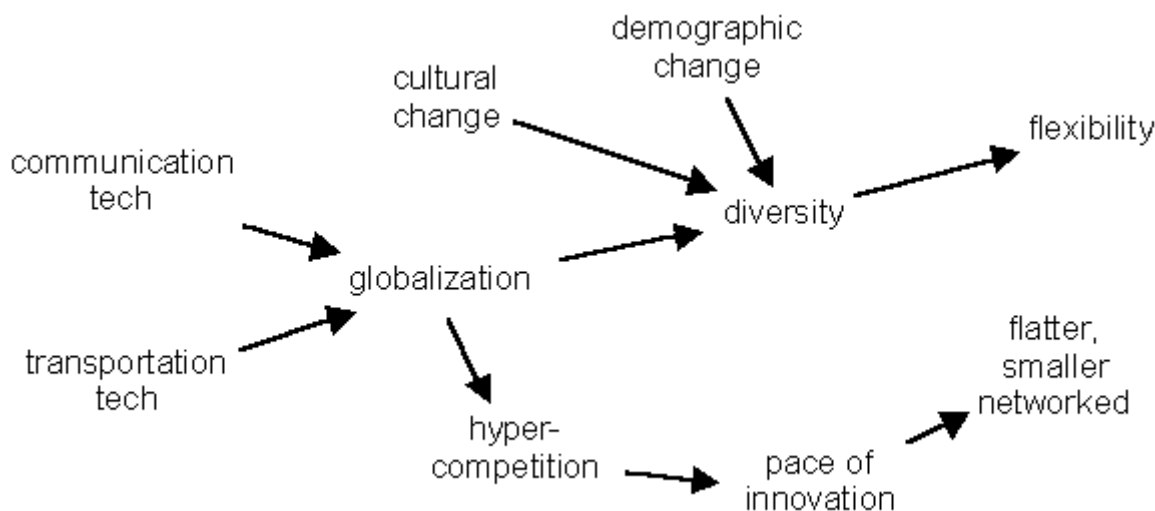 demographic
change
cultural
change
flexibility
communication
tech
diversity
globalization
transportation
tech
flatter,
smaller
networked
hyper-
competition
pace of
innovation